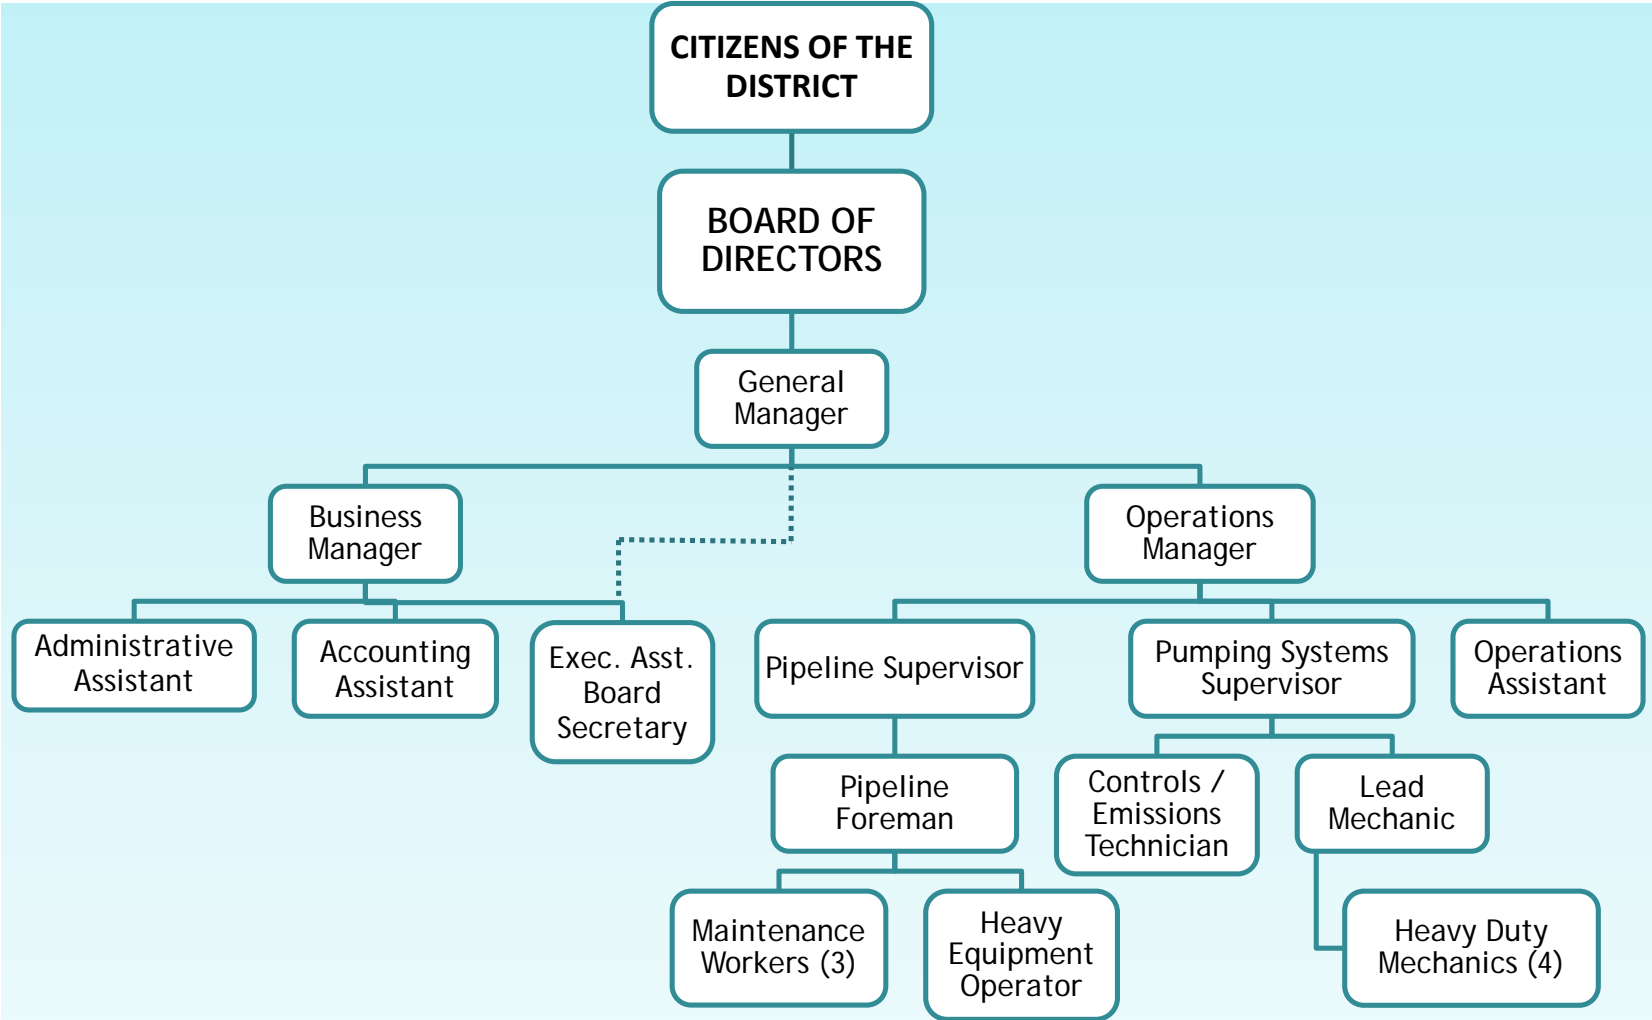 CITIZENS OF THE
DISTRICT
BOARD OF
DIRECTORS
General
Manager
Business
Manager
Operations
Manager
Administrative
Assistant
Accounting
Assistant
Exec. Asst.
Board
Secretary
Pipeline Supervisor
Pumping Systems
Supervisor
Operations
Assistant
Pipeline
Foreman
Controls /
Emissions
Technician
Lead
Mechanic
Maintenance
Workers (3)
Heavy
Equipment
Operator
Heavy Duty
Mechanics (4)